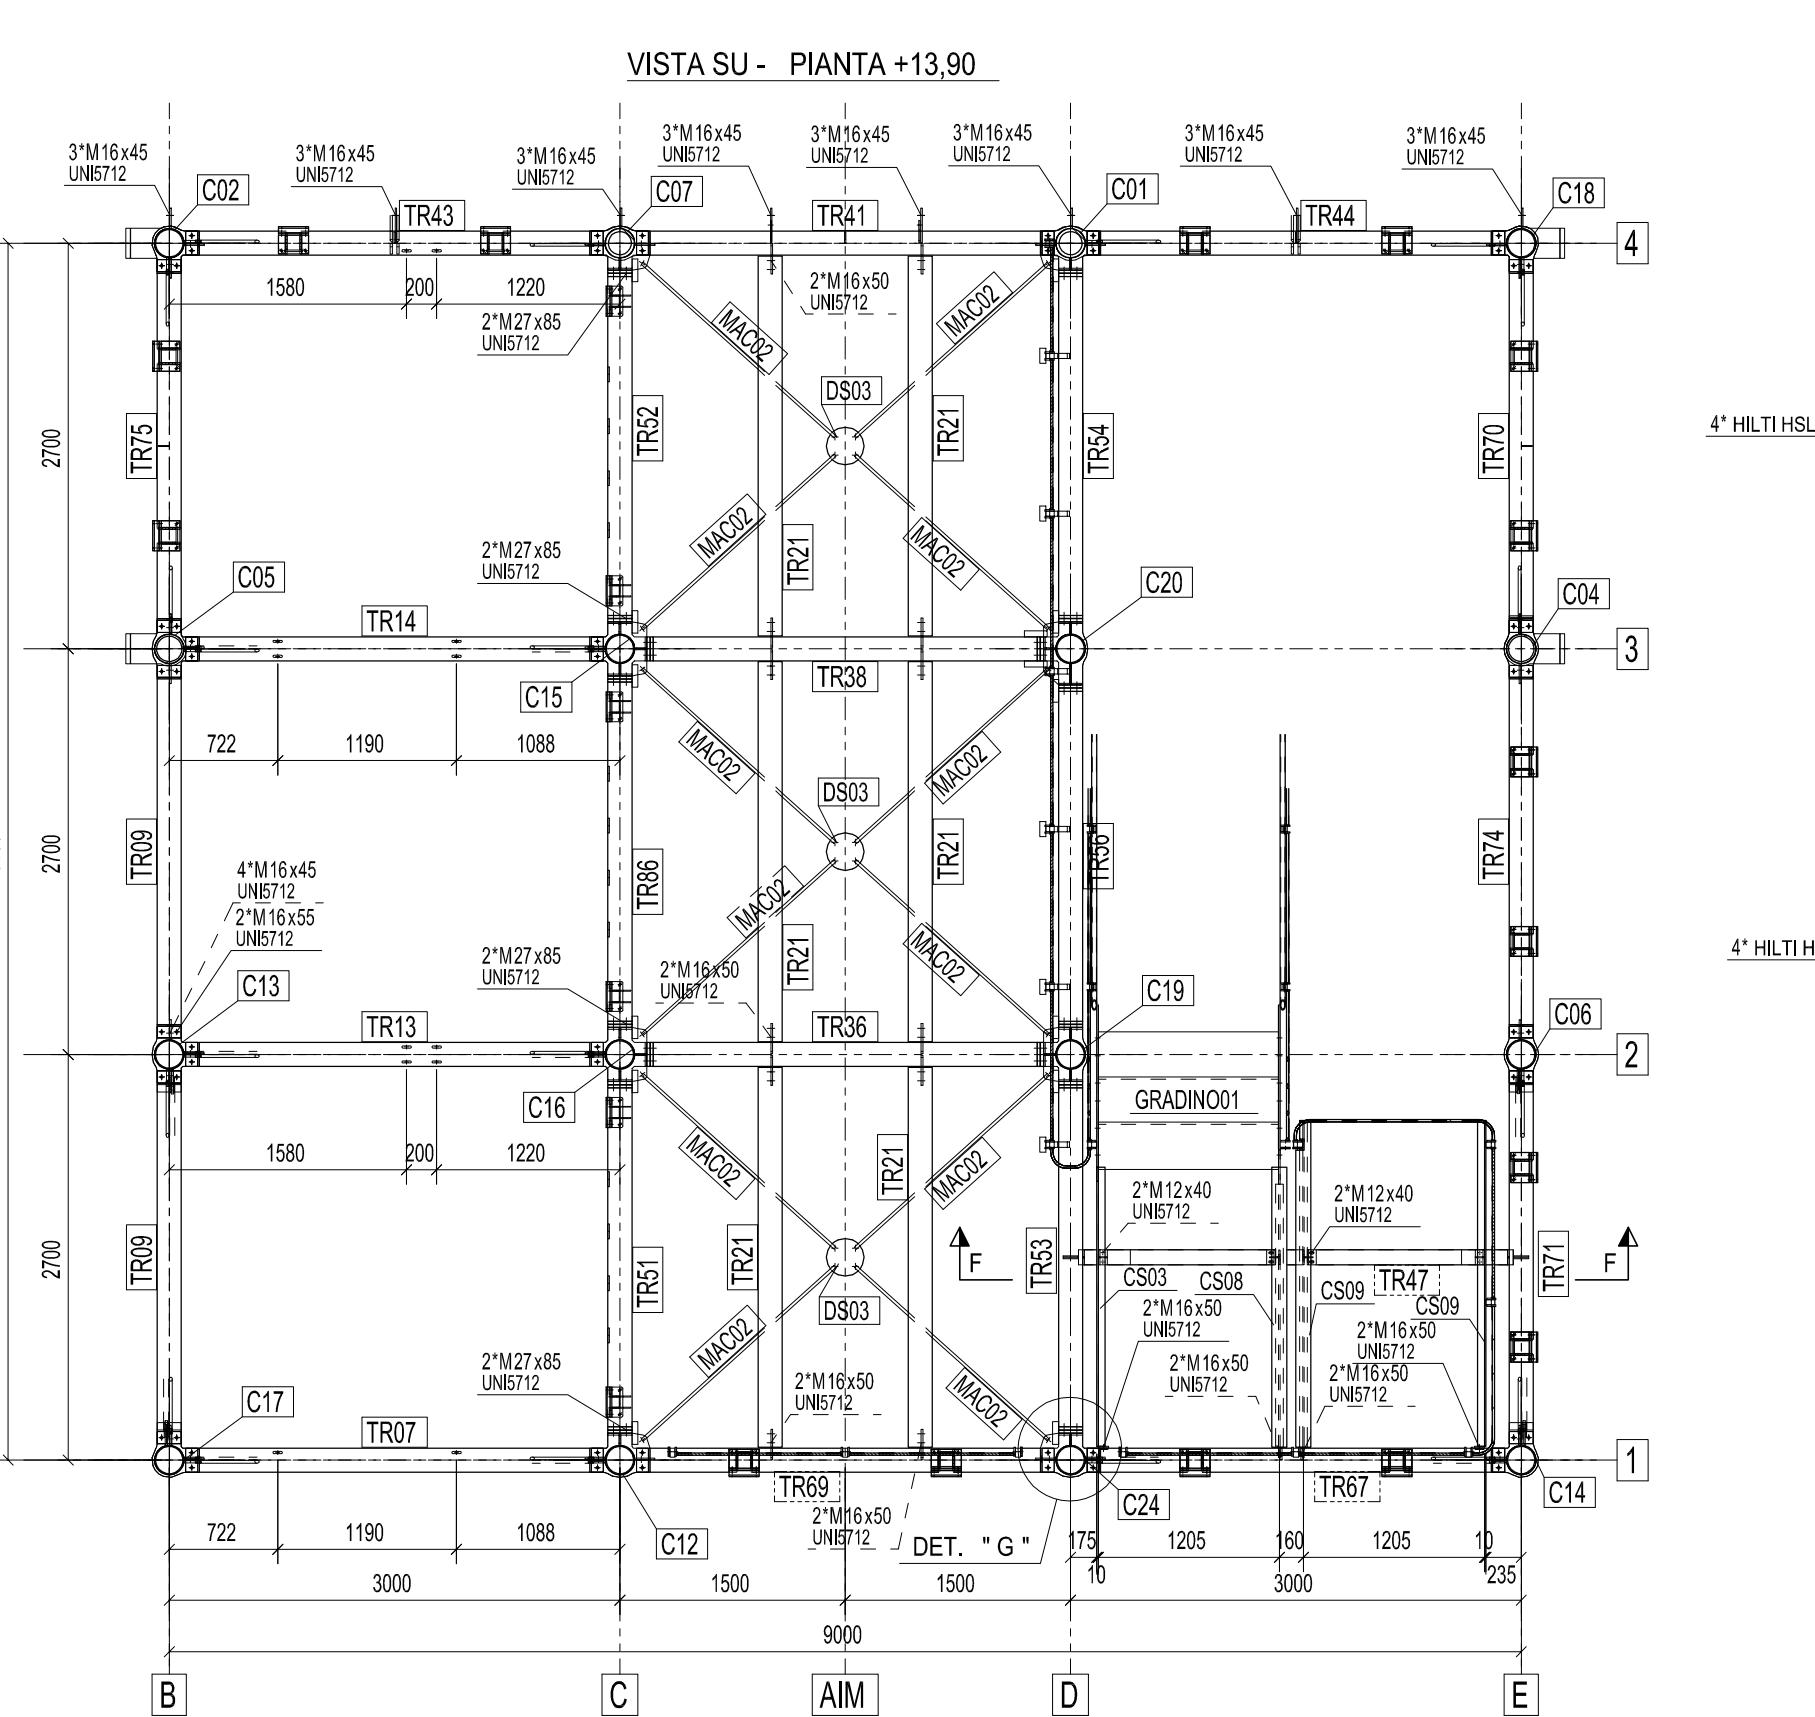 VISTA SU - PIANTA +13,90
3*M16x45
UNI5712
3*M16x45
UNI5712
3*M16x45
UNI5712
3*M16x45
UNI5712
3*M16x45
UNI5712
3*M16x45
UNI5712
3*M16x45
UNI5712
3*M16x45
UNI5712
C02
TR43
C07
TR41
C01
TR44
C18
4
1580
200
1220
2*M16x50
UNI5712
2*M27x85
UNI5712
MAC02
MAC02
DS03
2700
TR75
TR52
TR21
TR54
TR70
4* HILTI HSL
MAC02
TR21
MAC02
2*M27x85
UNI5712
C05
TR14
C20
C04
3
C15
TR38
722
1190
1088
MAC02
MAC02
DS03
2700
TR09
TR86
TR21
TR56
TR74
4*M16x45
UNI5712
2*M16x55
UNI5712
MAC02
TR21
MAC02
4* HILTI H
2*M27x85
UNI5712
2*M16x50
UNI5712
C13
TR13
TR36
C19
C06
2
C16
GRADINO01
1580
200
1220
MAC02
TR21
MAC02
2*M12x40
UNI5712
2*M12x40
UNI5712
2700
TR09
TR51
TR21
DS03
F
TR53
CS03
CS08
CS09
TR47
CS09
TR71
F
2*M16x50
UNI5712
2*M16x50
UNI5712
2*M16x50
UNI5712
2*M16x50
UNI5712
MAC02
MAC02
2*M27x85
UNI5712
2*M16x50
UNI5712
C17
TR07
TR69
TR67
C24
C14
1
2*M16x50
UNI5712
DET. "G"
C12
722
1190
1088
175
10
1205
160
1205
10
235
3000
1500
1500
3000
9000
B
C
AIM
D
E